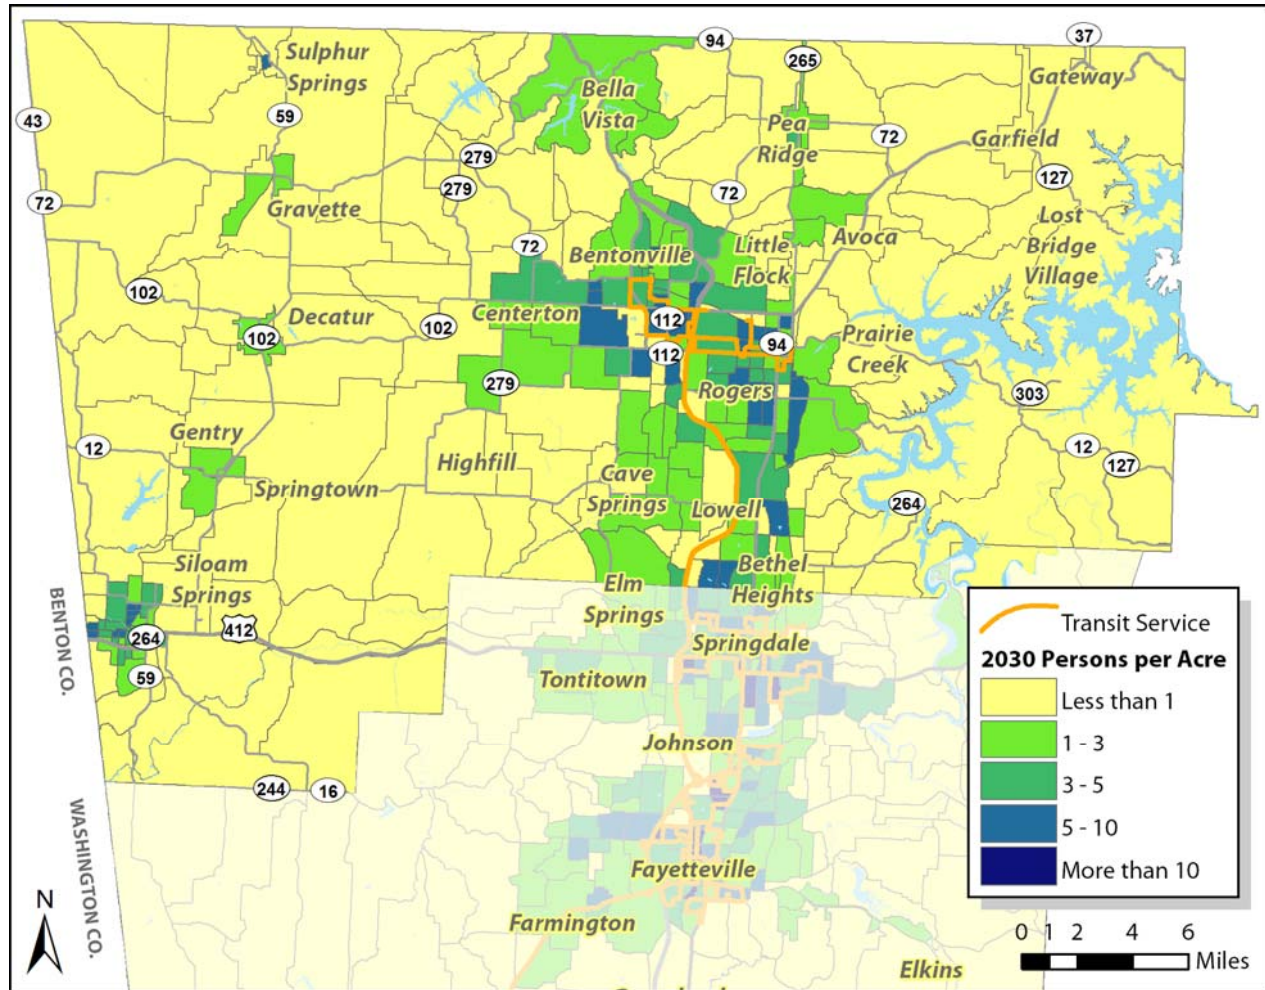 94
37
Sulphur
Springs
265
Gateway
Bella
Vista
59
43
Pea
Ridge
72
Garfield
279
279
72
127
72
Gravette
Lost
Bridge
Village
Avoca
Little
Flock
72
Bentonville
102
Centerton
Decatur
102
102
112
112
94
Prairie
Creek
279
Rogers
303
Gentry
12
12
127
Highfill
Springtown
Cave
Springs
Lowell
264
Siloam
Springs
Bethel
Heights
Elm
Springs
BENTON CO.
264
412
59
Springdale
Tontitown
Johnson
244
16
WASHINGTON CO.
Fayetteville
Farmington
Elkins
Transit Service
2030 Persons per Acre
Less than 1
1 - 3
3 - 5
5 - 10
More than 10
N
0 1 2 4 6
Miles